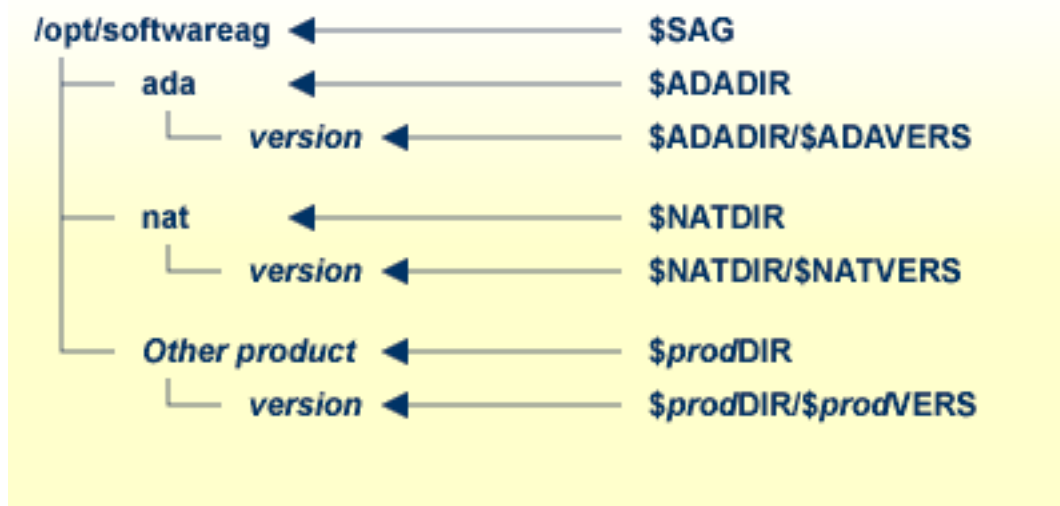 /opt/softwareag $SAG
ada $ADADIR
version $ADADIR/$ADAVERS
nat $NATDIR
version $NATDIR/$NATVERS
Other product $prodDIR
version $prodDIR/$prodVERS